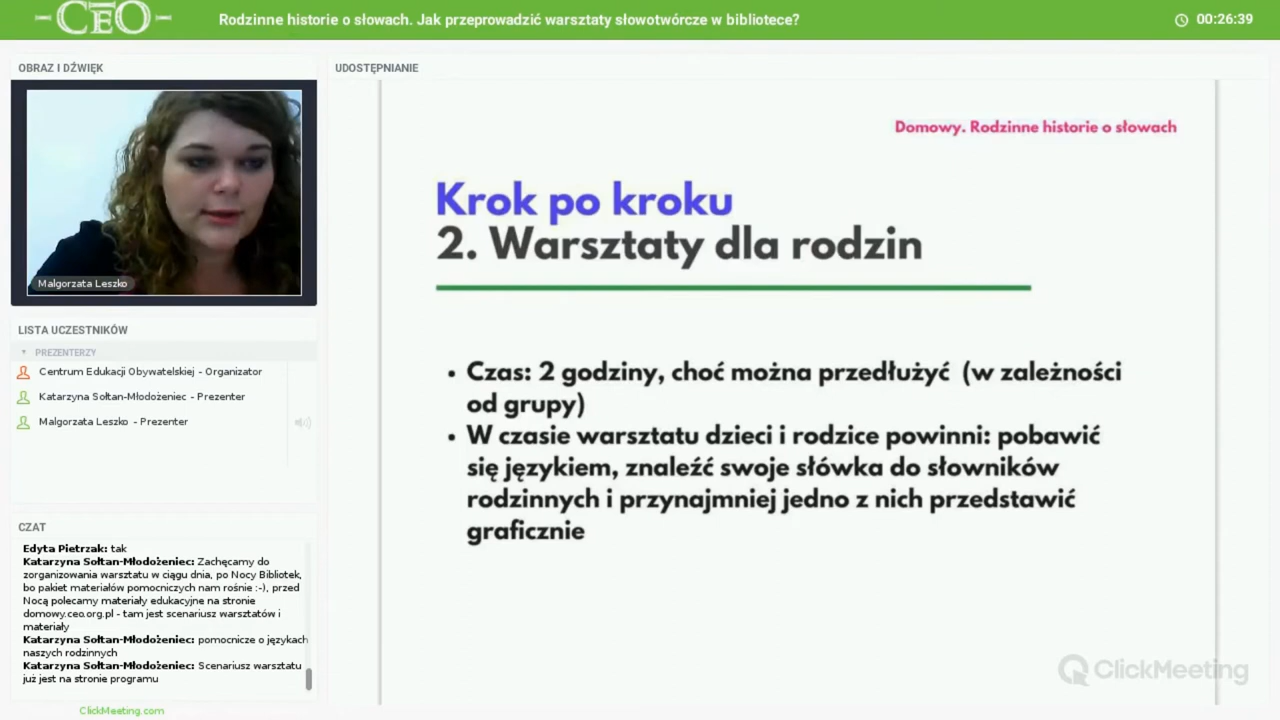 CEO
Rodzinne historie o słowach. Jak przeprowadzić warsztaty słowotwórcze w bibliotece?
00:26:39
OBRAZ I DŹWIĘK
Malgorzata Leszko
LISTA UCZESTNIKÓW
PREZENTERZY
Centrum Edukacji Obywatelskiej - Organizator
Katarzyna Sołtan-Młodożeniec - Prezenter
Malgorzata Leszko - Prezenter
CZAT
Edyta Pietrzak: tak
Katarzyna Sołtan-Młodożeniec: Zachęcamy do
zorganizowania warsztatu w ciągu dnia, po Nocy Bibliotek,
bo pakiet materiałów pomocniczych nam rośnie :-), przed
Nocą polecamy materiały edukacyjne na stronie
domowy.ceo.org.pl - tam jest scenariusz warsztatów i
materiały
Katarzyna Sołtan-Młodożeniec: pomocnicze o językach
naszych rodzinnych
Katarzyna Sołtan-Młodożeniec: Scenariusz warsztatu
już jest na stronie programu
ClickMeeting.com
UDOSTĘPNIANIE
Domowy. Rodzinne historie o słowach
Krok po kroku
2. Warsztaty dla rodzin
• Czas: 2 godziny, choć można przedłużyć (w zależności
od grupy)
• W czasie warsztatu dzieci i rodzice powinni: pobawić
się językiem, znaleźć swoje słówka do słowników
rodzinnych i przynajmniej jedno z nich przedstawić
graficznie
ClickMeeting